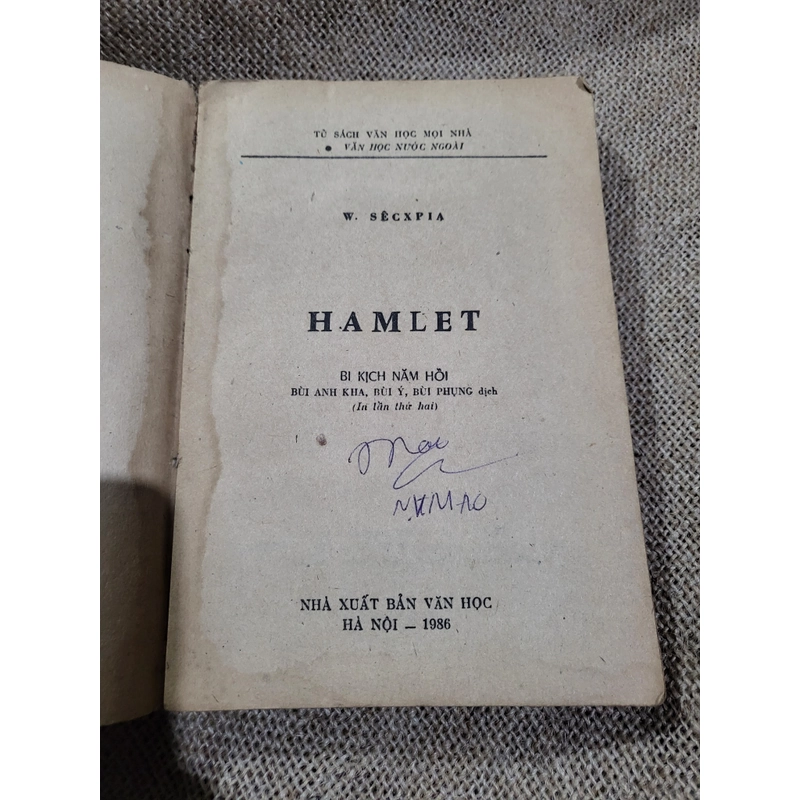 TỦ SÁCH VĂN HỌC MỌI NHÀ
VĂN HỌC NƯỚC NGOÀI
W. SÊCXPIA
HAMLET
BI KỊCH NĂM HỒI
BÙI ANH KHA, BÙI Ý, BÙI PHỤNG dịch
(In lần thứ hai)
NHÀ XUẤT BẢN VĂN HỌC
HÀ NỘI — 1986